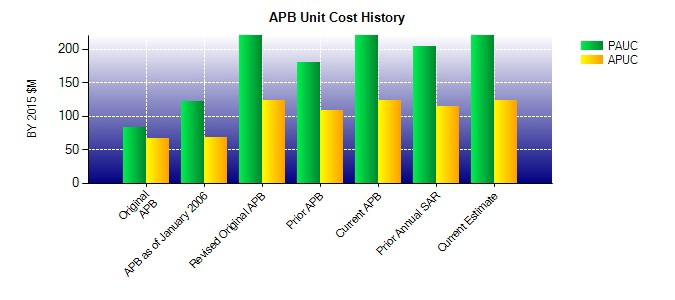 APB Unit Cost History
BY 2015 $M
200
150
100
50
0
Original
APB
APB as of January 2006
Revised Original APB
Prior APB
Current APB
Prior Annual SAR
Current Estimate
PAUC
APUC